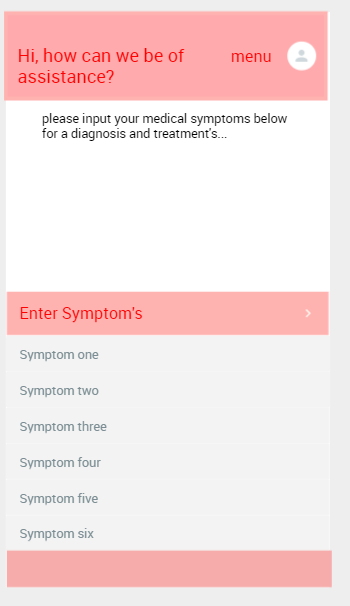 Hi, how can we be of
assistance?
menu
please input your medical symptoms below
for a diagnosis and treatment's...
Enter Symptom's
Symptom one
Symptom two
Symptom three
Symptom four
Symptom five
Symptom six